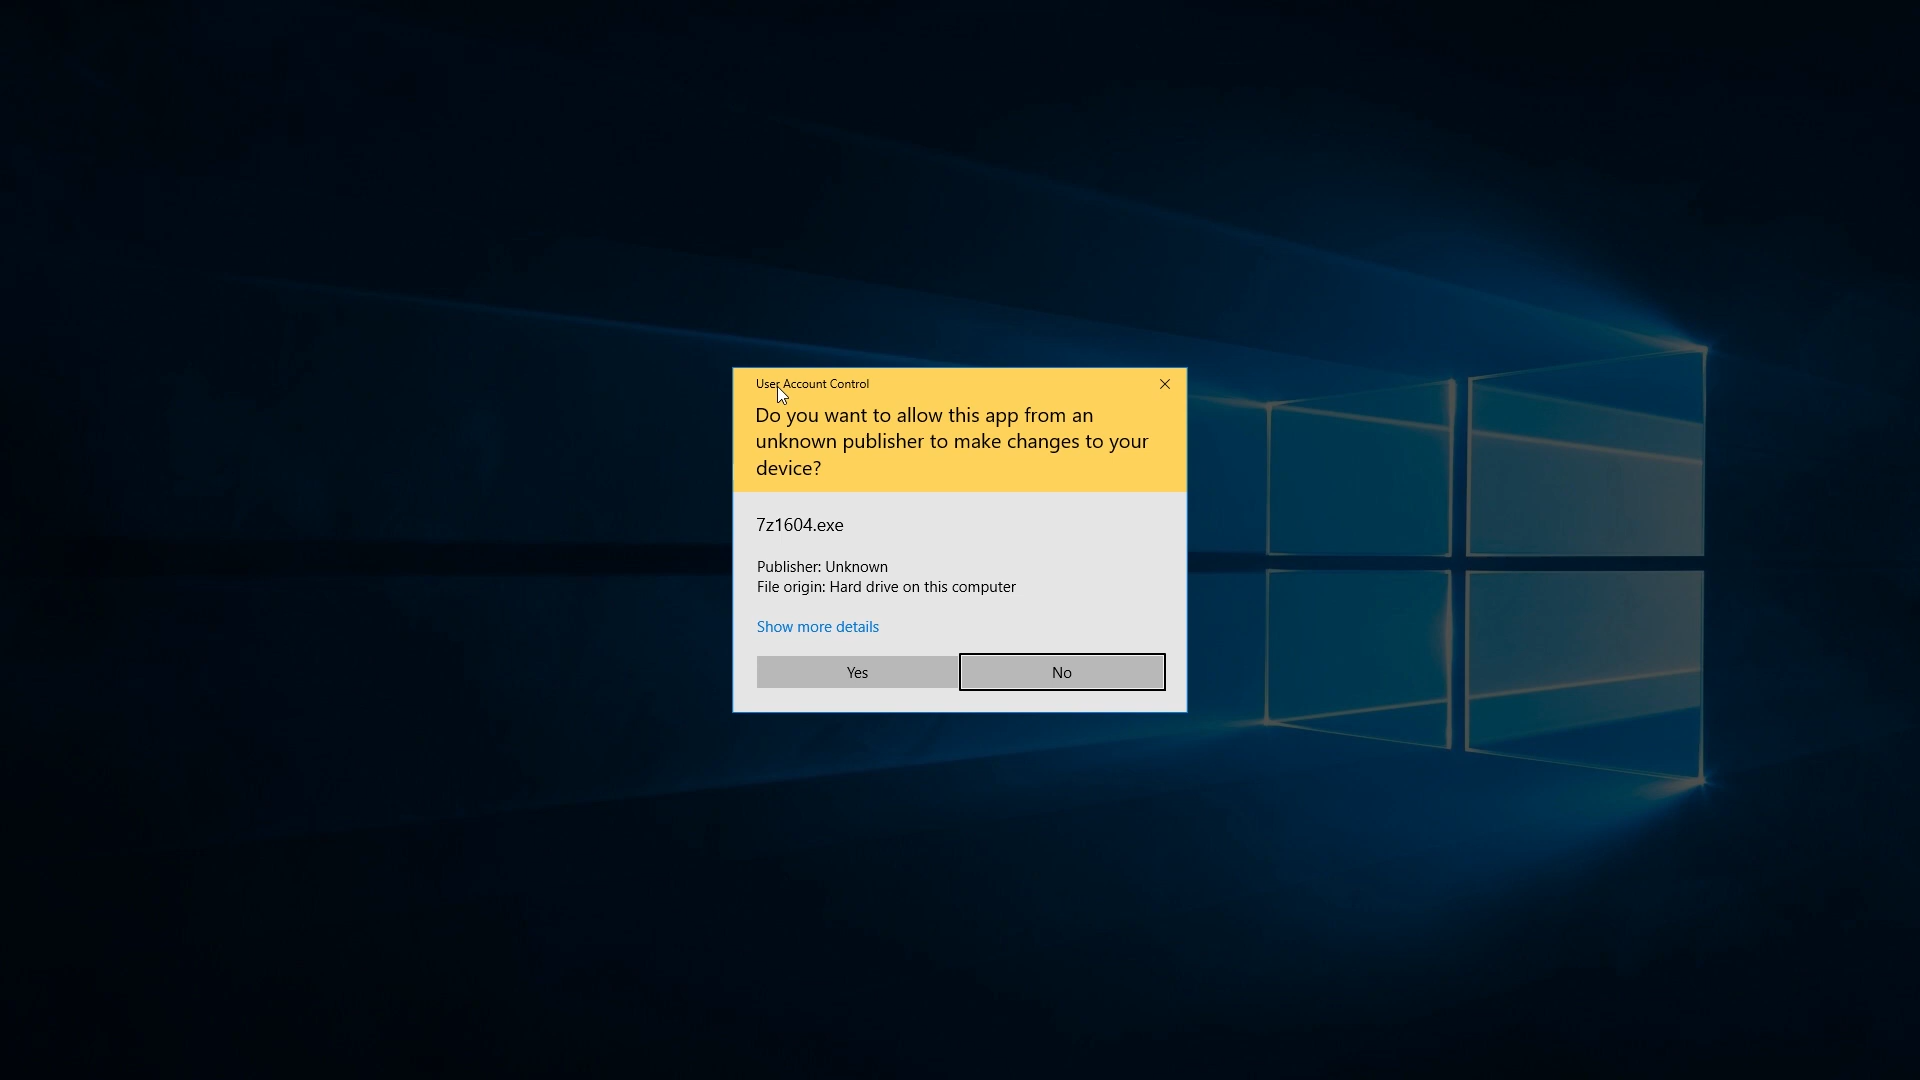 User Account Control
Do you want to allow this app from an
unknown publisher to make changes to your
device?
7z1604.exe
Publisher: Unknown
File origin: Hard drive on this computer
Show more details
Yes
No